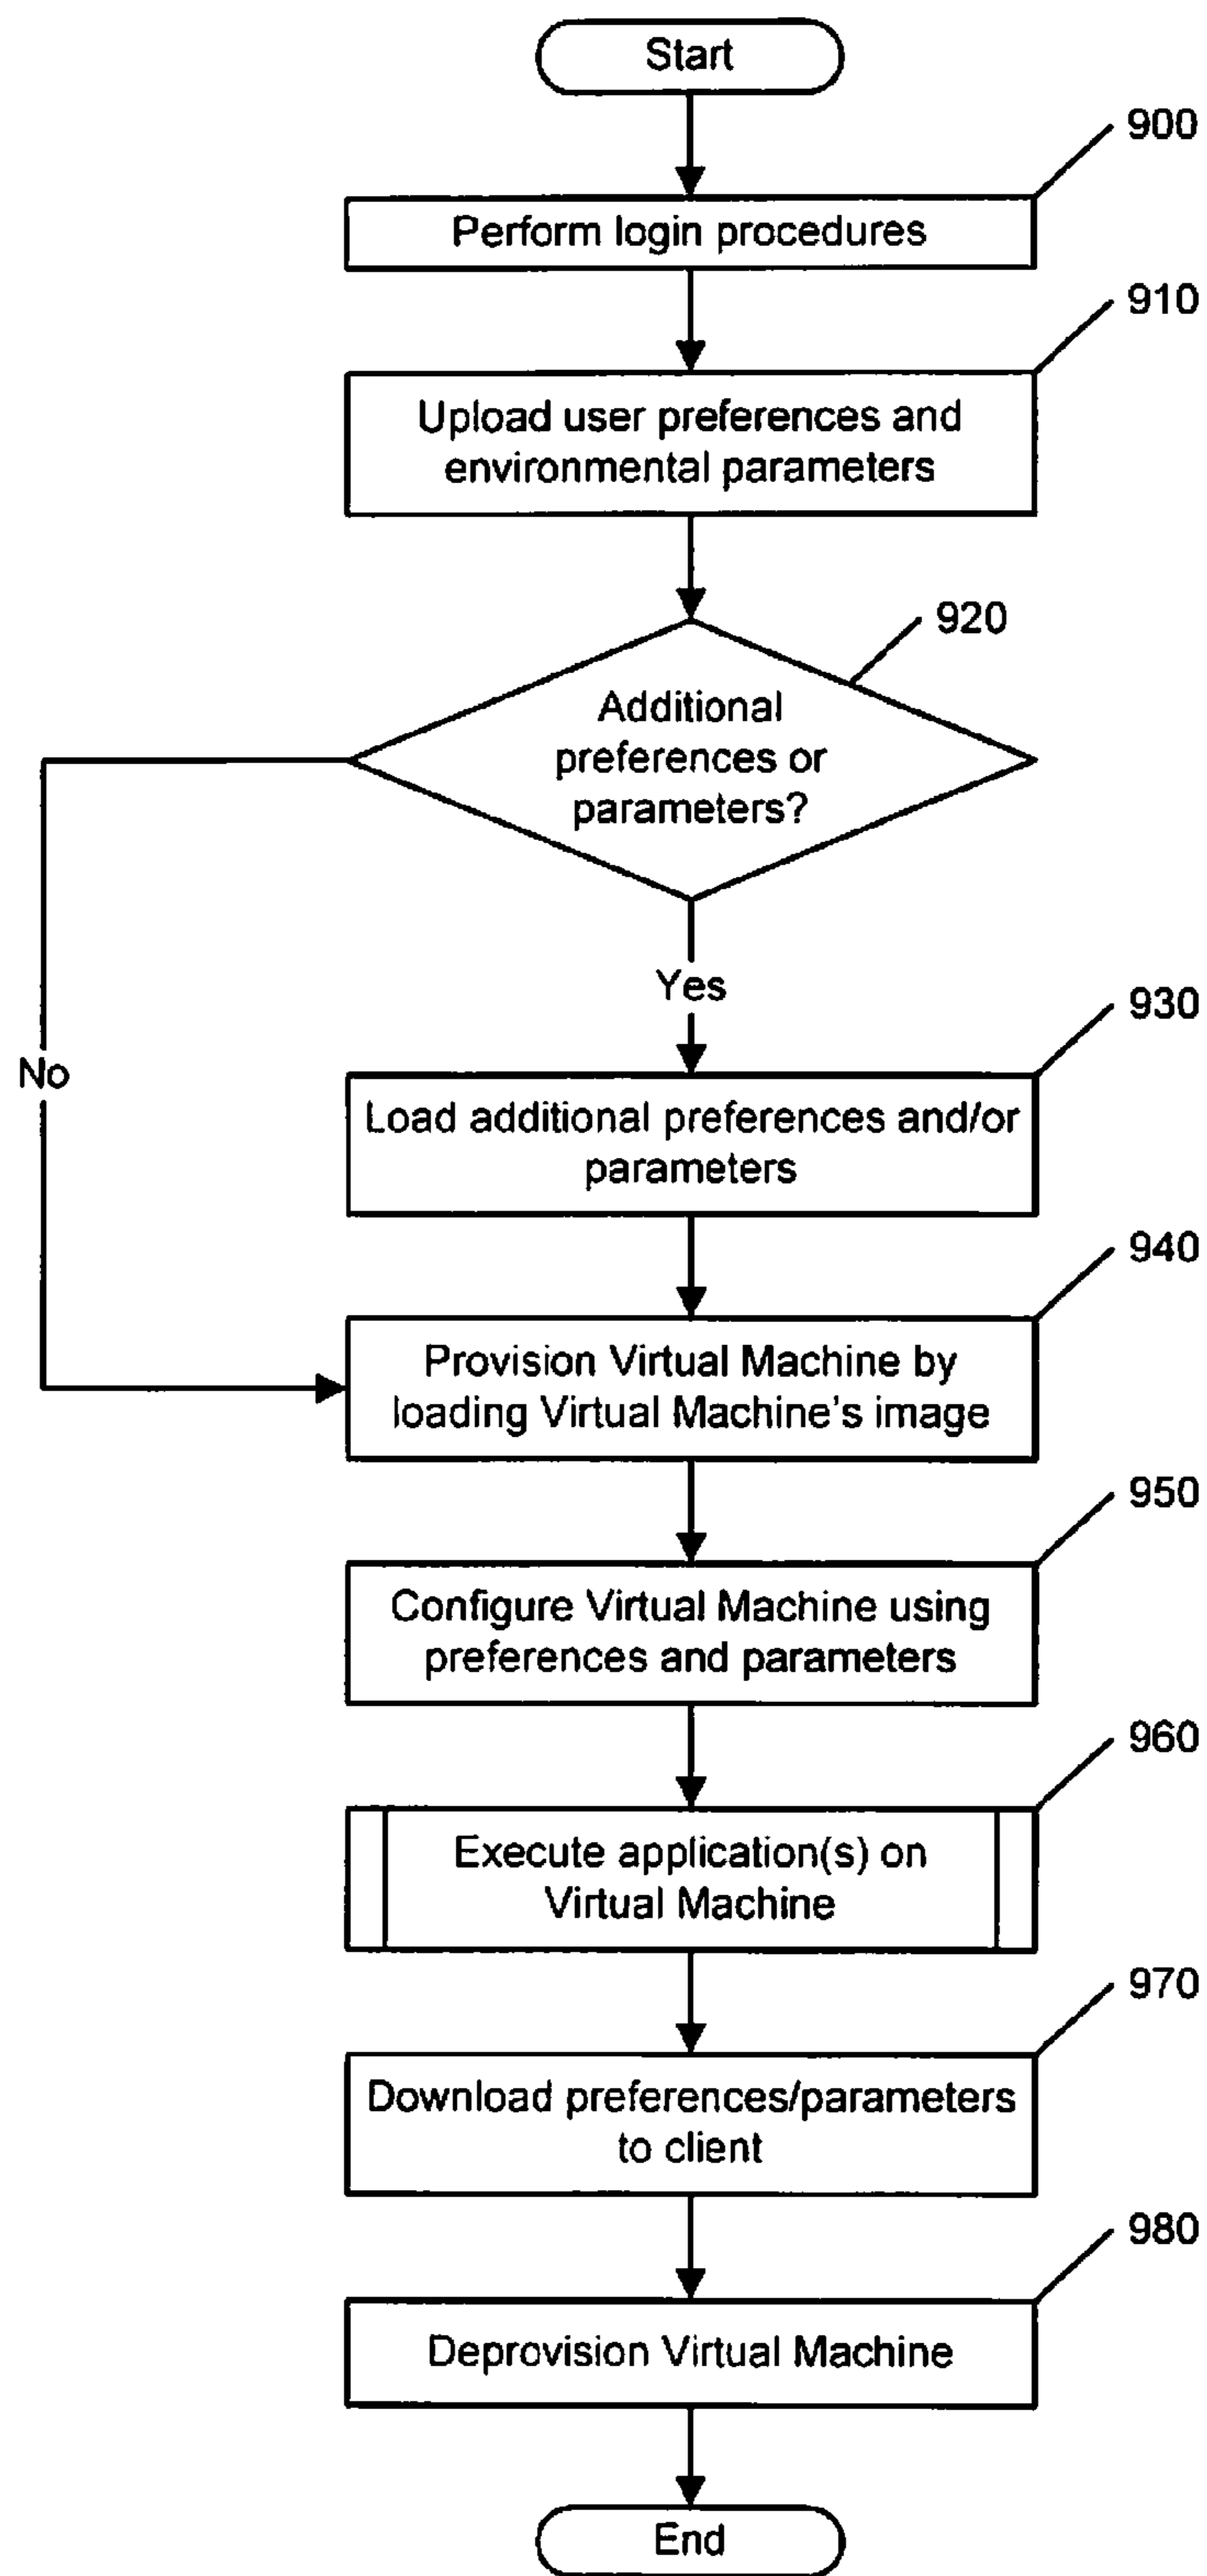 Start
900
Perform login procedures
910
Upload user preferences and
environmental parameters
920
Additional
preferences or
parameters?
Yes
No
930
Load additional preferences and/or
parameters
940
Provision Virtual Machine by
loading Virtual Machine's image
950
Configure Virtual Machine using
preferences and parameters
960
Execute application(s) on
Virtual Machine
970
Download preferences/parameters
to client
980
Deprovision Virtual Machine
End